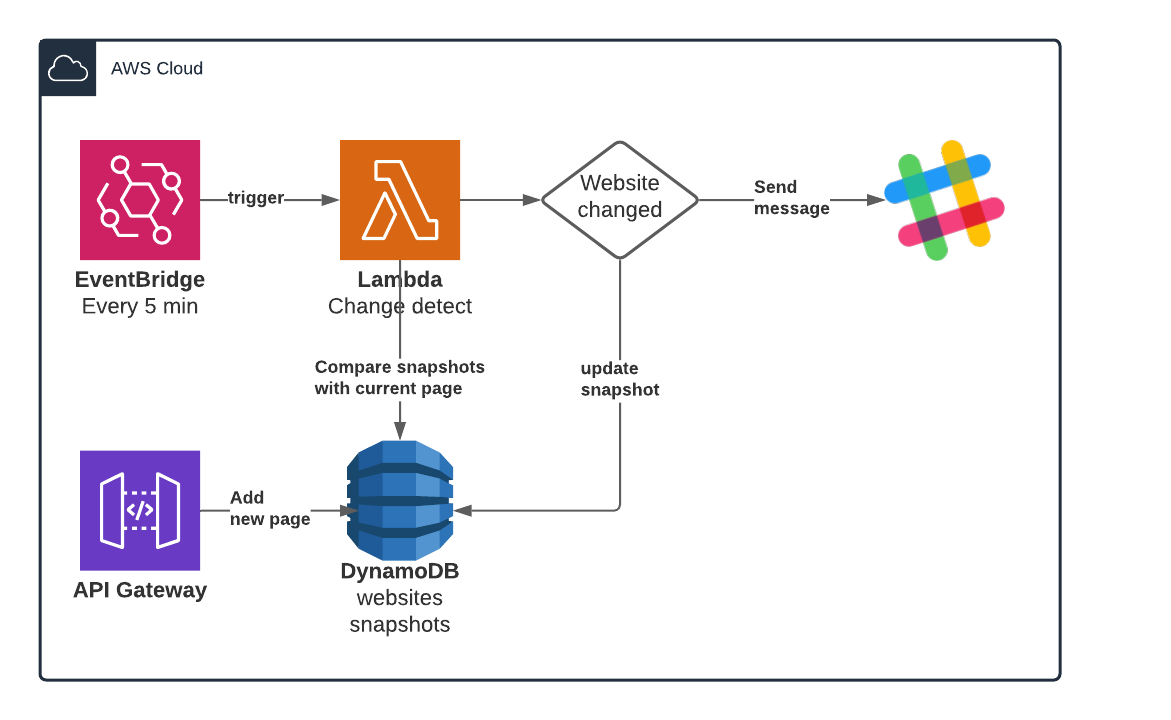 AWS Cloud
trigger
Website
changed
Send
message
EventBridge
Every 5 min
Lambda
Change detect
Compare snapshots
with current page
update
snapshot
Add
new page
</>
API Gateway
DynamoDB
websites
snapshots